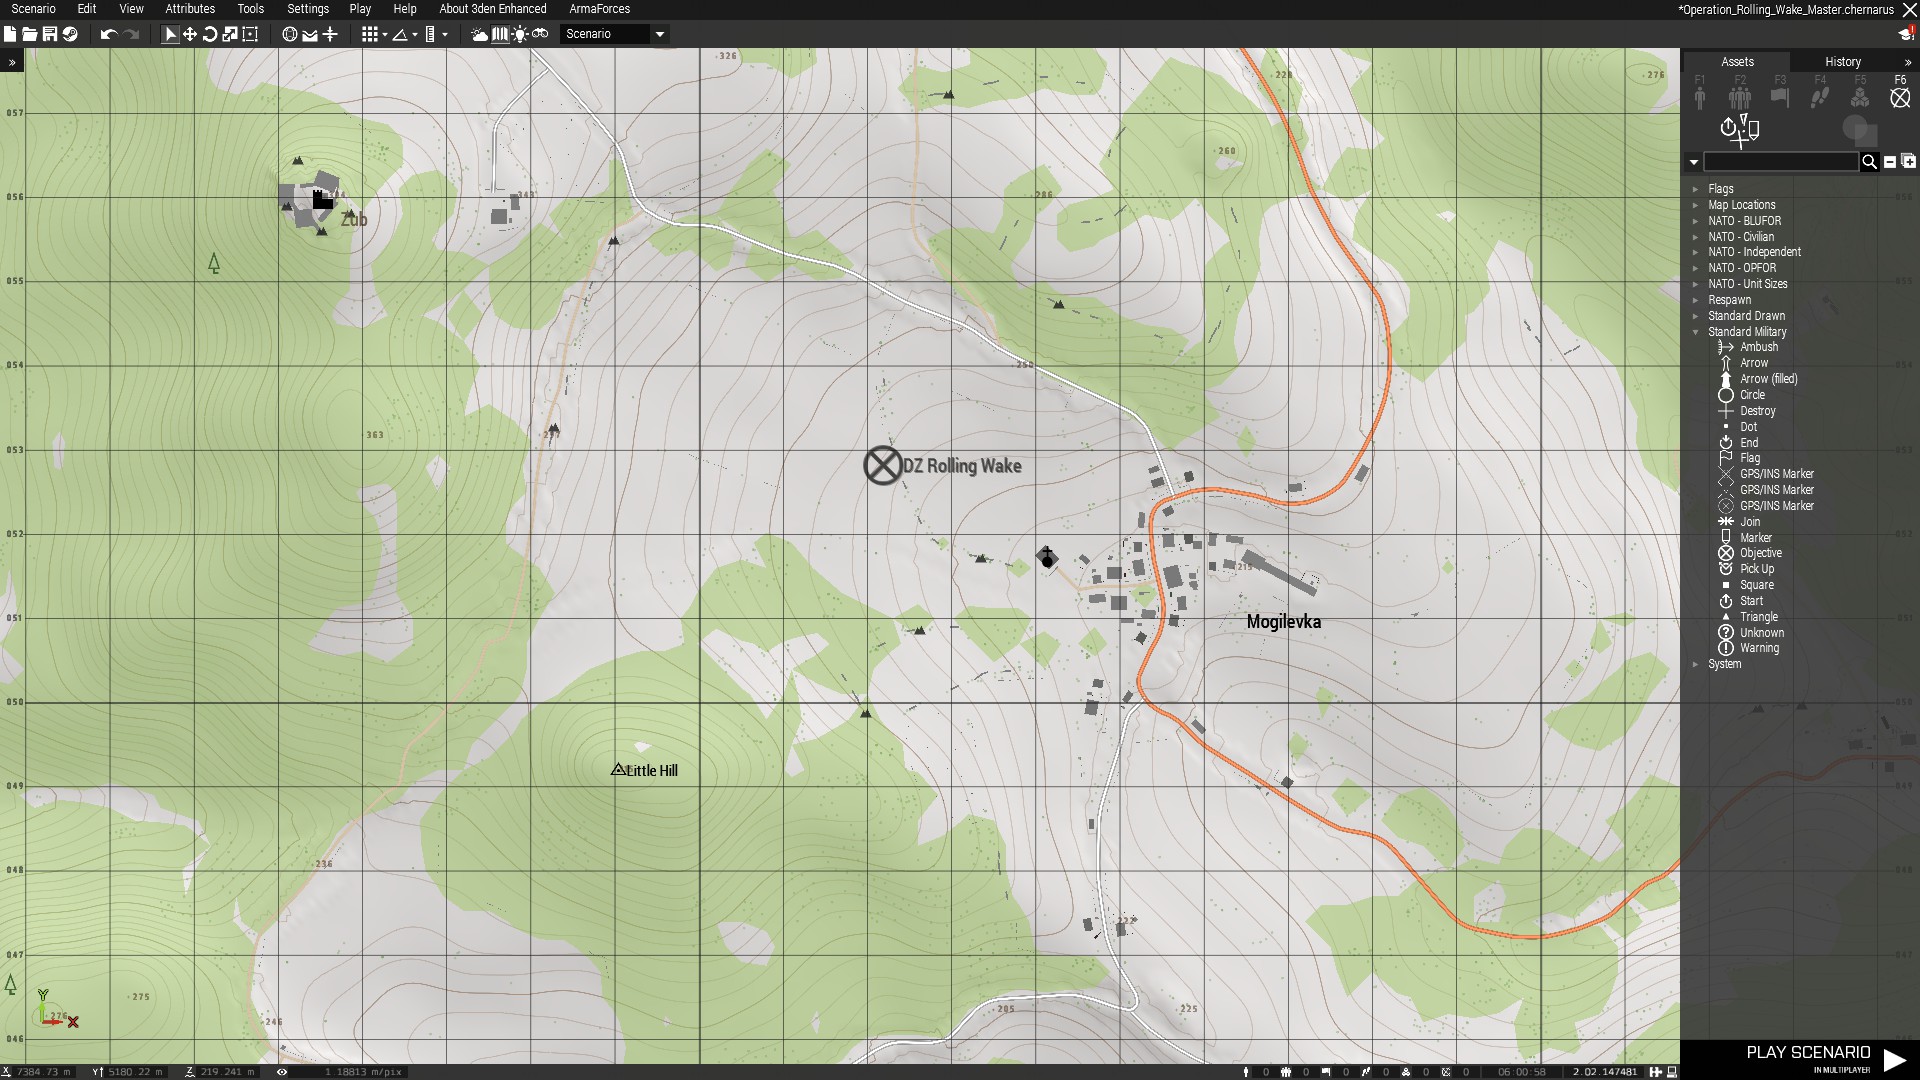 Scenario Edit View Attributes Tools Settings Play Help About 3den Enhanced ArmaForces
*Operation_Rolling_Wake_Master.chernarus
Scenario
Assets History
F1 F2 F3 F4 F5 F6
Flags
Map Locations
NATO - BLUFOR
NATO - Civilian
NATO - Independent
NATO - OPFOR
NATO - Unit Sizes
Respawn
Standard Drawn
Standard Military
Ambush
Arrow
Arrow (filled)
Circle
Destroy
Dot
End
Flag
GPS/INS Marker
GPS/INS Marker
GPS/INS Marker
Join
Marker
Objective
Pick Up
Square
Start
Triangle
Unknown
Warning
System
326
228
276
057
260
056
343
286
Zub
055
054
250
363
053
DZ Rolling Wake
052
215
051
Mogilevka
050
Little Hill
049
236
048
222
047
275
Y
276
X
246
205
225
046
PLAY SCENARIO
IN MULTIPLAYER
X 7384.73 m Y 5180.22 m Z 219.241 m 1.18813 m/pix
0 0 0 0 0 0 06:00:58 2.02.147481